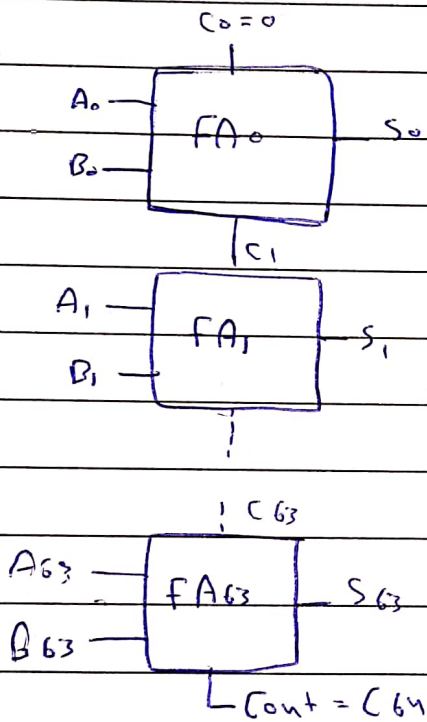 C0 = 0
A0
FA0
S0
B0
C1
A1
FA1
S1
B1
C63
A63
FA63
S63
B63
Cout = C64